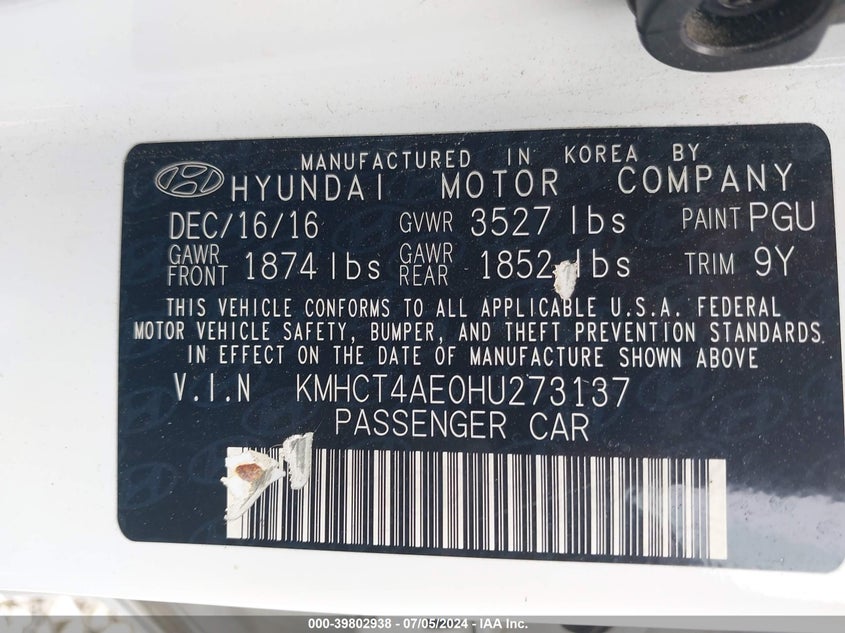 MANUFACTURED IN KOREA BY
HYUNDAI MOTOR COMPANY
DEC/16/16 GVWR 3527 lbs PAINT PGU
GAWR FRONT 1874 lbs GAWR REAR 1852 lbs TRIM 9Y
THIS VEHICLE CONFORMS TO ALL APPLICABLE U.S.A. FEDERAL
MOTOR VEHICLE SAFETY, BUMPER, AND THEFT PREVENTION STANDARDS.
IN EFFECT ON THE DATE OF MANUFACTURE SHOWN ABOVE
V.I.N KMHCT4AE0HU273137
PASSENGER CAR
000-39802938 - 07/05/2024 - IAA Inc.